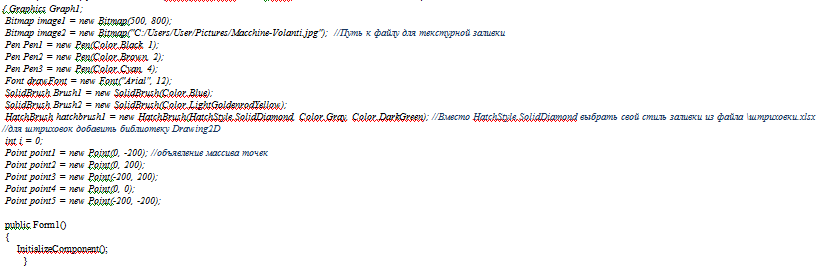 { Graphics Graph1;
Bitmap image1 = new Bitmap(500, 800);
Bitmap image2 = new Bitmap("C:/Users/User/Pictures/Macchine-Volanti.jpg"); //Путь к файлу для текстурной заливки
Pen Pen1 = new Pen(Color.Black, 1);
Pen Pen2 = new Pen(Color.Brown, 2);
Pen Pen3 = new Pen(Color.Cyan, 4);
Font drawFont = new Font("Arial", 12);
SolidBrush Brush1 = new SolidBrush(Color.Blue);
SolidBrush Brush2 = new SolidBrush(Color.LightGoldenrodYellow);
HatchBrush hatchbrush1 = new HatchBrush(HatchStyle.SolidDiamond, Color.Gray, Color.DarkGreen); //Вместо HatchStyle.SolidDiamond выбрать свой стиль заливки из файла \штриховки.xlsx
//для штриховок добавить библиотеку Drawing2D
int i = 0;
Point point1 = new Point(0, -200); //объявление массива точек
Point point2 = new Point(0, 200);
Point point3 = new Point(-200, 200);
Point point4 = new Point(0, 0);
Point point5 = new Point(-200, -200);
public Form1()
{
InitializeComponent();
}